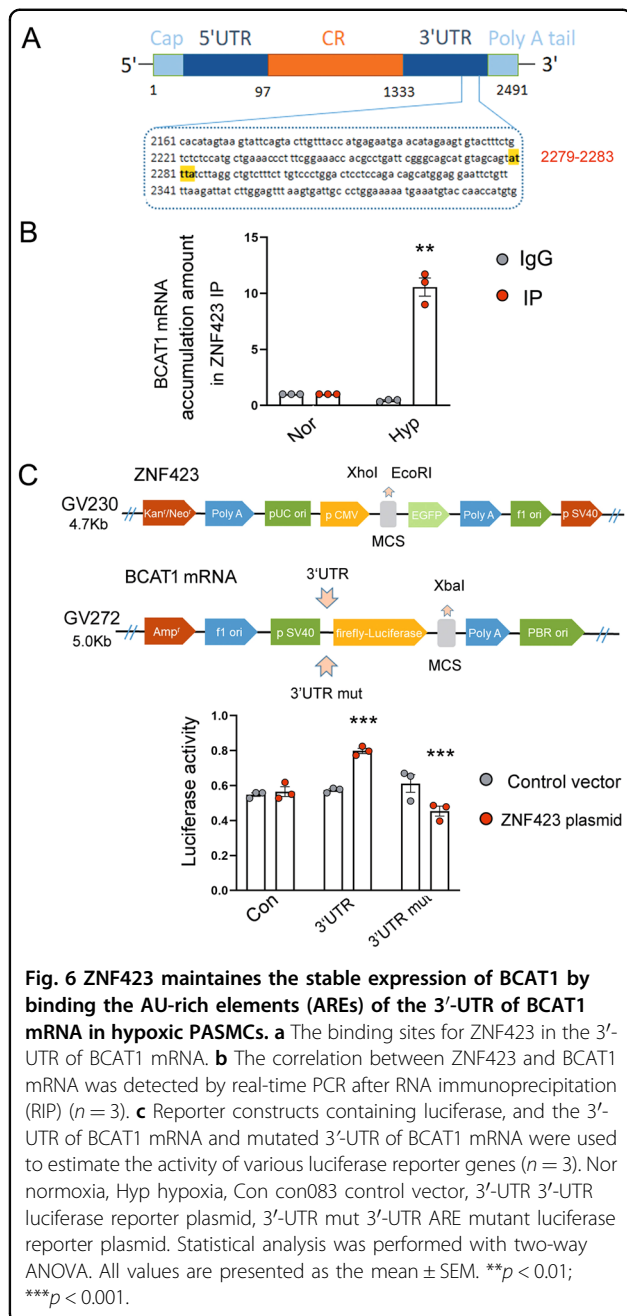 A
Cap 5'UTR CR 3'UTR Poly A tail
5' 3'
1 97 1333 2491
2161 cacatagtaa gtattcagta cttgtttacc atgagaatga acatagaagt gtactttctg
2221 tctctccatg ctgaaaccct ttcggaaacc acgcctgatt cgggcagcat gtagcagtat
2281 ttatcttagg ctgtctttct tgtccctgga ctcctccaga cagcatggag gaattctgtt
2341 ttaagattat cttggagttt aagtgattgc cctggaaaaa tgaaatgtac caaccatgtg
2279-2283
B
BCAT1 mRNA
accumulation amount
in ZNF423 IP
15
10
5
0
**
Nor Hyp
IgG
IP
C
ZNF423
XhoI EcoRI
GV230
4.7Kb
Kanʳ/Neoʳ Poly A pUC ori p CMV EGFP Poly A f1 ori p SV40
MCS
BCAT1 mRNA
3'UTR
XbaI
GV272
5.0Kb
Ampʳ f1 ori p SV40 firefly-Luciferase Poly A PBR ori
MCS
3'UTR mut
Luciferase activity
1.0
0.8
0.6
0.4
0.2
0.0
***
***
Con 3'UTR 3'UTR mut
Control vector
ZNF423 plasmid
Fig. 6 ZNF423 maintaines the stable expression of BCAT1 by
binding the AU-rich elements (AREs) of the 3′-UTR of BCAT1
mRNA in hypoxic PASMCs. a The binding sites for ZNF423 in the 3′-
UTR of BCAT1 mRNA. b The correlation between ZNF423 and BCAT1
mRNA was detected by real-time PCR after RNA immunoprecipitation
(RIP) (n = 3). c Reporter constructs containing luciferase, and the 3′-
UTR of BCAT1 mRNA and mutated 3′-UTR of BCAT1 mRNA were used
to estimate the activity of various luciferase reporter genes (n = 3). Nor
normoxia, Hyp hypoxia, Con con083 control vector, 3′-UTR 3′-UTR
luciferase reporter plasmid, 3′-UTR mut 3′-UTR ARE mutant luciferase
reporter plasmid. Statistical analysis was performed with two-way
ANOVA. All values are presented as the mean ± SEM. **p < 0.01;
***p < 0.001.